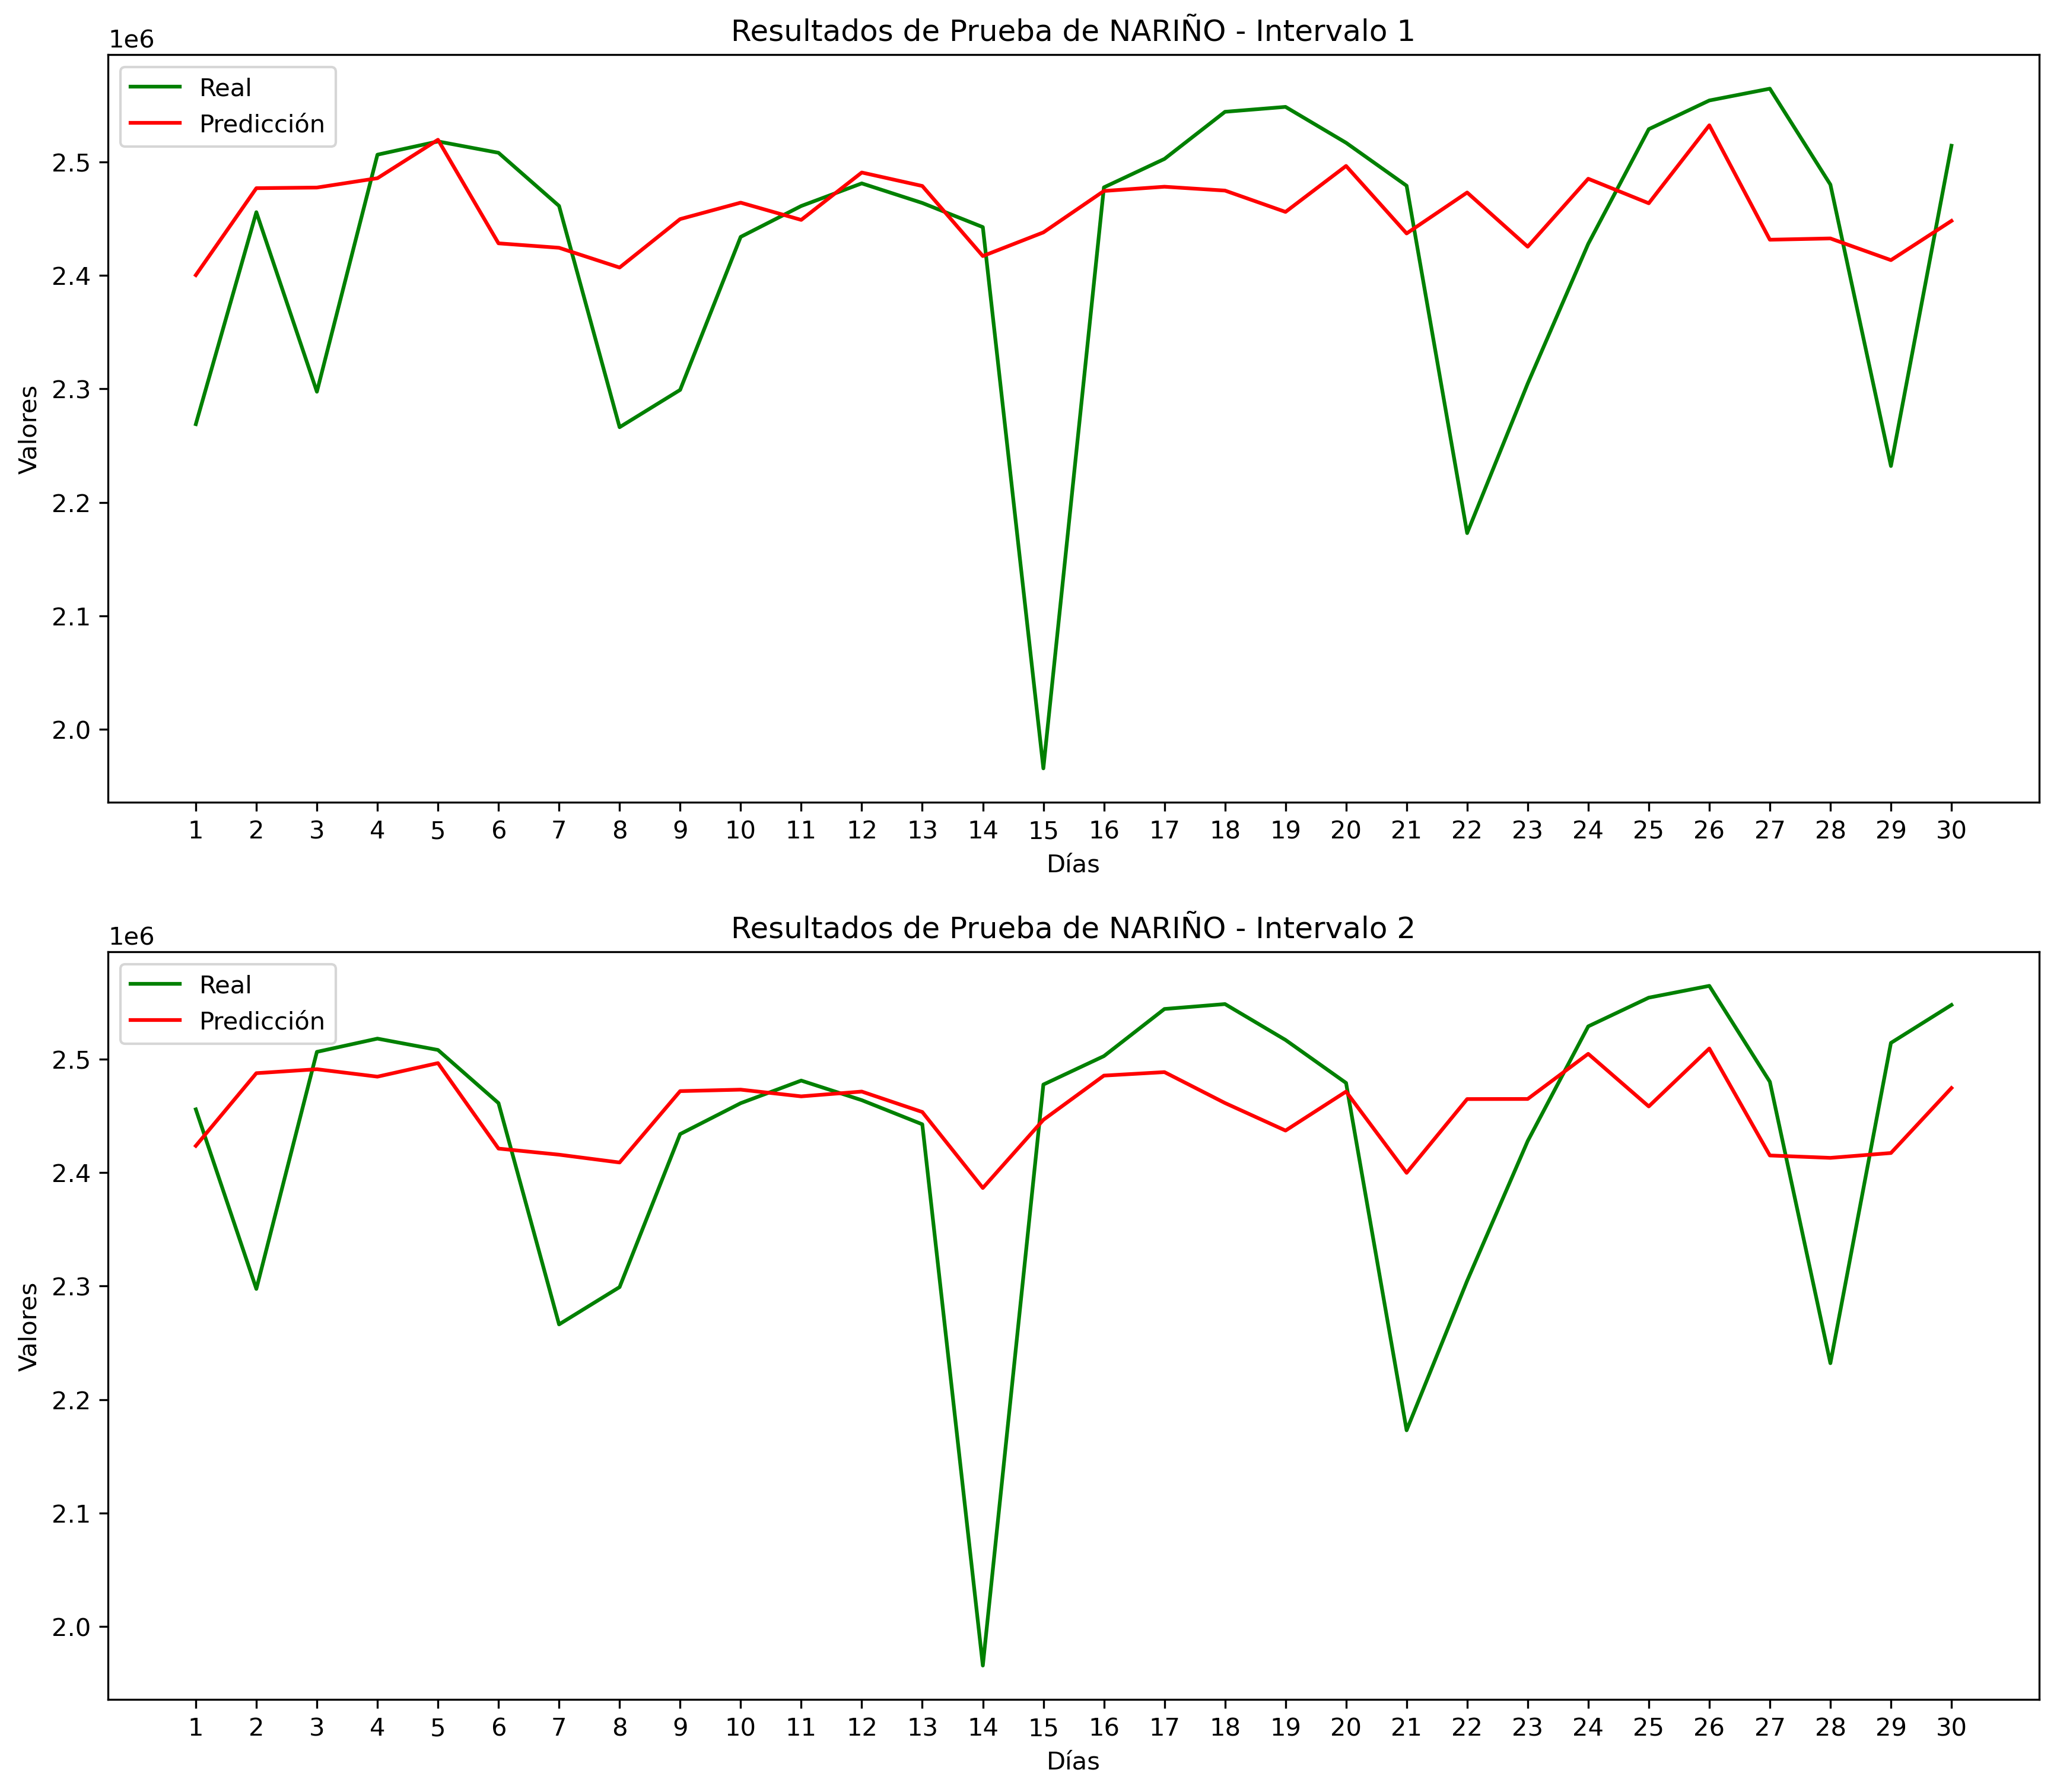 Resultados de Prueba de NARIÑO - Intervalo 1
1e6
Real
Predicción
2.5
2.4
2.3
2.2
2.1
2.0
Valores
1 2 3 4 5 6 7 8 9 10 11 12 13 14 15 16 17 18 19 20 21 22 23 24 25 26 27 28 29 30
Días
Resultados de Prueba de NARIÑO - Intervalo 2
1e6
Real
Predicción
2.5
2.4
2.3
2.2
2.1
2.0
Valores
1 2 3 4 5 6 7 8 9 10 11 12 13 14 15 16 17 18 19 20 21 22 23 24 25 26 27 28 29 30
Días